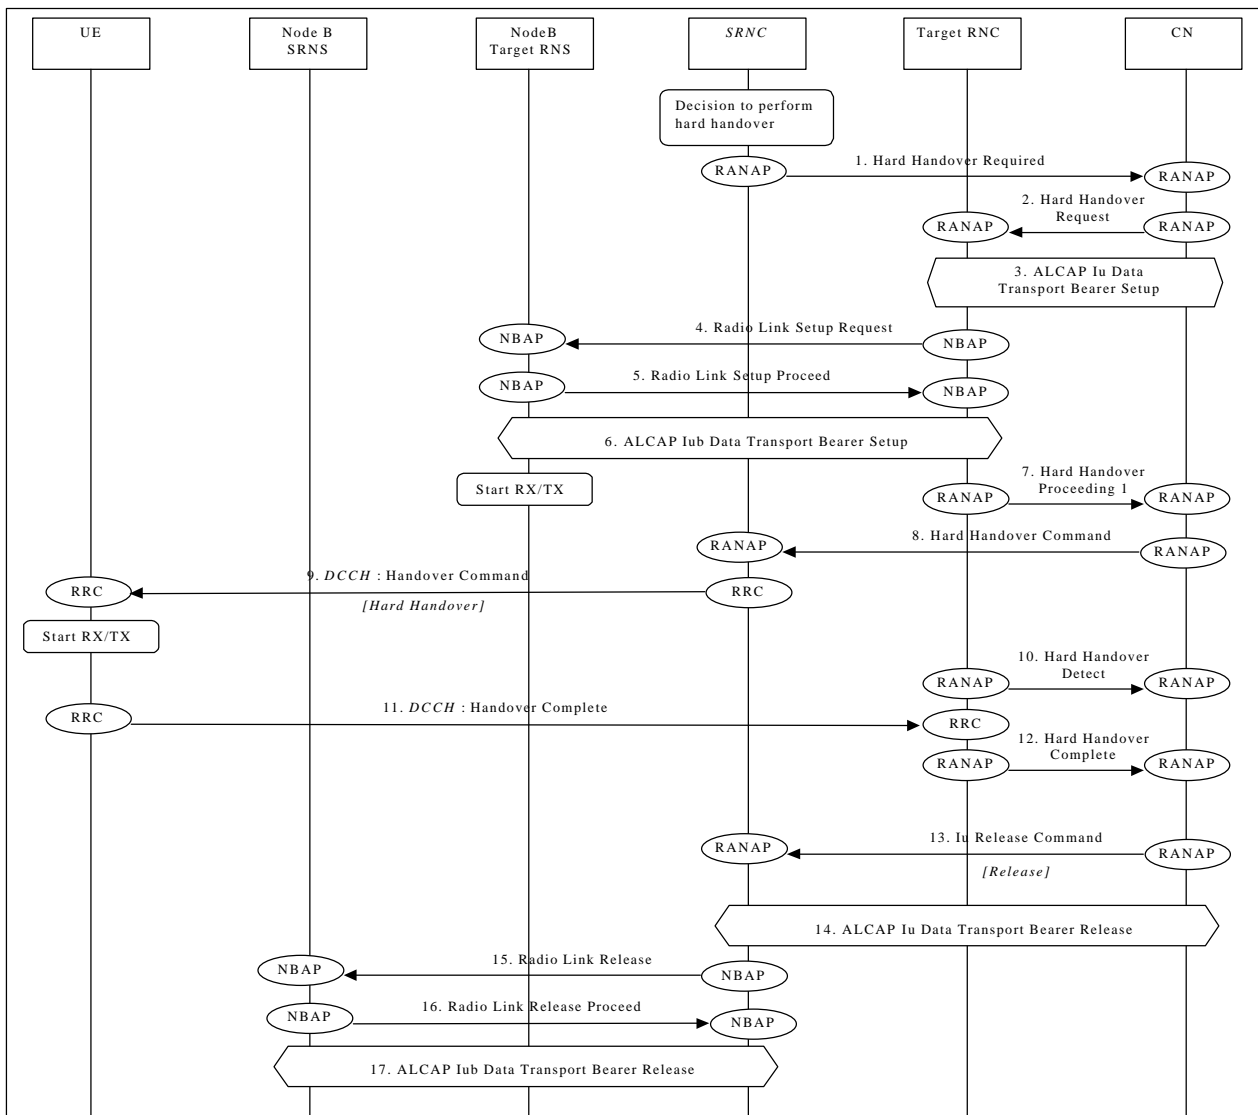 UE
Node B
SRNS
NodeB
Target RNS
SRNC
Target RNC
CN
Decision to perform
hard handover
1. Hard Handover Required
RANAP
RANAP
2. Hard Handover
Request
RANAP
RANAP
3. ALCAP Iu Data
Transport Bearer Setup
4. Radio Link Setup Request
NBAP
NBAP
5. Radio Link Setup Proceed
NBAP
NBAP
6. ALCAP Iub Data Transport Bearer Setup
Start RX/TX
7. Hard Handover
Proceeding 1
RANAP
RANAP
8. Hard Handover Command
RANAP
RANAP
9. DCCH : Handover Command
RRC
RRC
[Hard Handover]
Start RX/TX
10. Hard Handover
Detect
RANAP
RANAP
11. DCCH : Handover Complete
RRC
RRC
12. Hard Handover
Complete
RANAP
RANAP
13. Iu Release Command
RANAP
RANAP
[Release]
14. ALCAP Iu Data Transport Bearer Release
15. Radio Link Release
NBAP
NBAP
16. Radio Link Release Proceed
NBAP
NBAP
17. ALCAP Iub Data Transport Bearer Release